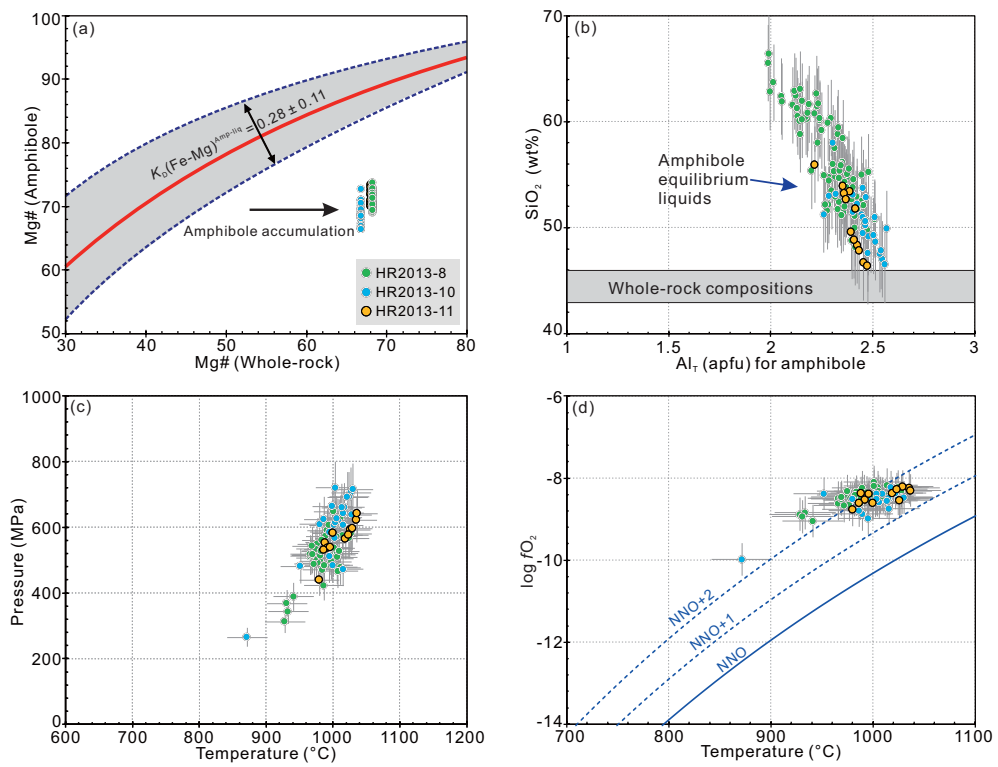 (a)
100
90
80
70
60
50
Mg# (Amphibole)
K_D(Fe-Mg)^Amp-liq = 0.28 ± 0.11
Amphibole accumulation
HR2013-8
HR2013-10
HR2013-11
30 40 50 60 70 80
Mg# (Whole-rock)
(b)
70
60
50
40
SiO₂ (wt%)
Amphibole
equilibrium
liquids
Whole-rock compositions
1 1.5 2 2.5 3
Al_T (apfu) for amphibole
(c)
1000
800
600
400
200
0
Pressure (MPa)
600 700 800 900 1000 1100 1200
Temperature (°C)
(d)
-6
-8
-10
-12
-14
log fO₂
NNO+2
NNO+1
NNO
700 800 900 1000 1100
Temperature (°C)